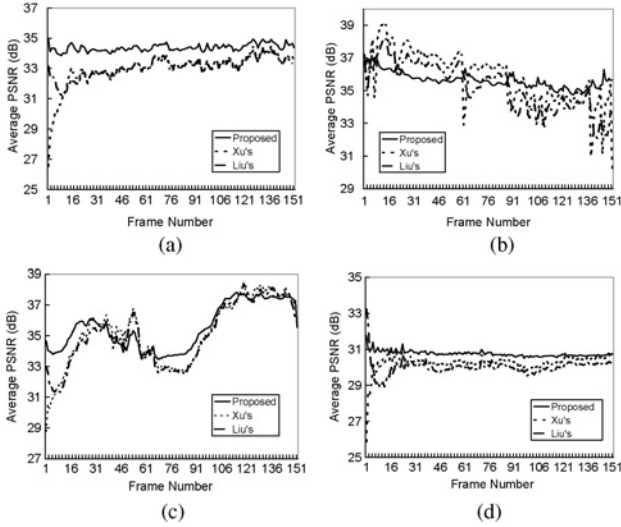 Average PSNR (dB)
37
35
33
31
29
27
25
Proposed
Xu's
Liu's
1 16 31 46 61 76 91 106 121 136 151
Frame Number
(a)
Average PSNR (dB)
39
37
35
33
31
29
Proposed
Xu's
Liu's
1 16 31 46 61 76 91 106 121 136 151
Frame Number
(b)
Average PSNR (dB)
39
37
35
33
31
29
27
Proposed
Xu's
Liu's
1 16 31 46 61 76 91 106 121 136 151
Frame Number
(c)
Average PSNR (dB)
35
33
31
29
27
25
Proposed
Xu's
Liu's
1 16 31 46 61 76 91 106 121 136 151
Frame Number
(d)